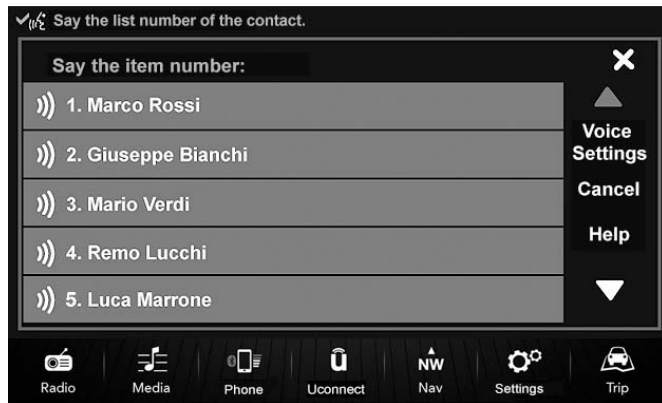 Say the list number of the contact.
Say the item number:
1. Marco Rossi
2. Giuseppe Bianchi
3. Mario Verdi
4. Remo Lucchi
5. Luca Marrone
Voice
Settings
Cancel
Help
û
NW
Radio
Media
Phone
Uconnect
Nav
Settings
Trip